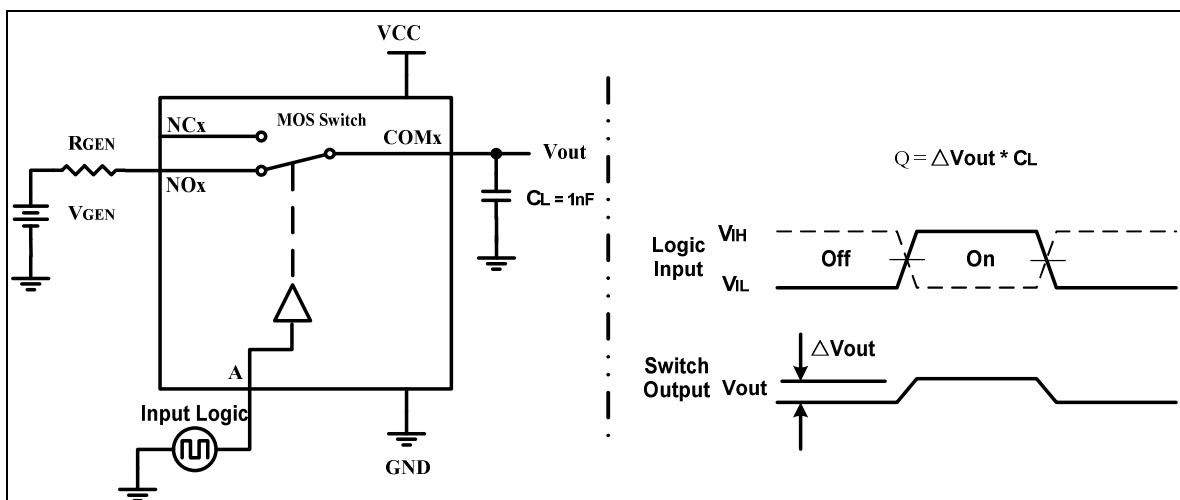 VCC
NCx
MOS Switch
COMx
RGEN
Vout
NOx
CL = 1nF
VGEN
A
Input Logic
GND
Q = △Vout * CL
Logic
Input
VIH
Off
On
VIL
Switch
Output
△Vout
Vout